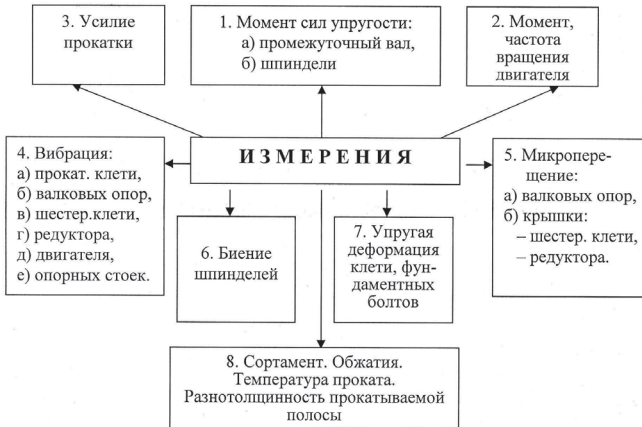 3. Усилие
прокатки
1. Момент сил упругости:
а) промежуточный вал,
б) шпиндели
2. Момент,
частота
вращения
двигателя
ИЗМЕРЕНИЯ
4. Вибрация:
а) прокат. клети,
б) валковых опор,
в) шестер.клети,
г) редуктора,
д) двигателя,
е) опорных стоек.
5. Микропере-
щение:
а) валковых опор,
б) крышки:
– шестер. клети,
– редуктора.
6. Биение
шпинделей
7. Упругая
деформация
клети, фун-
даментных
болтов
8. Сортамент. Обжатия.
Температура проката.
Разнотолщинность прокатываемой
полосы